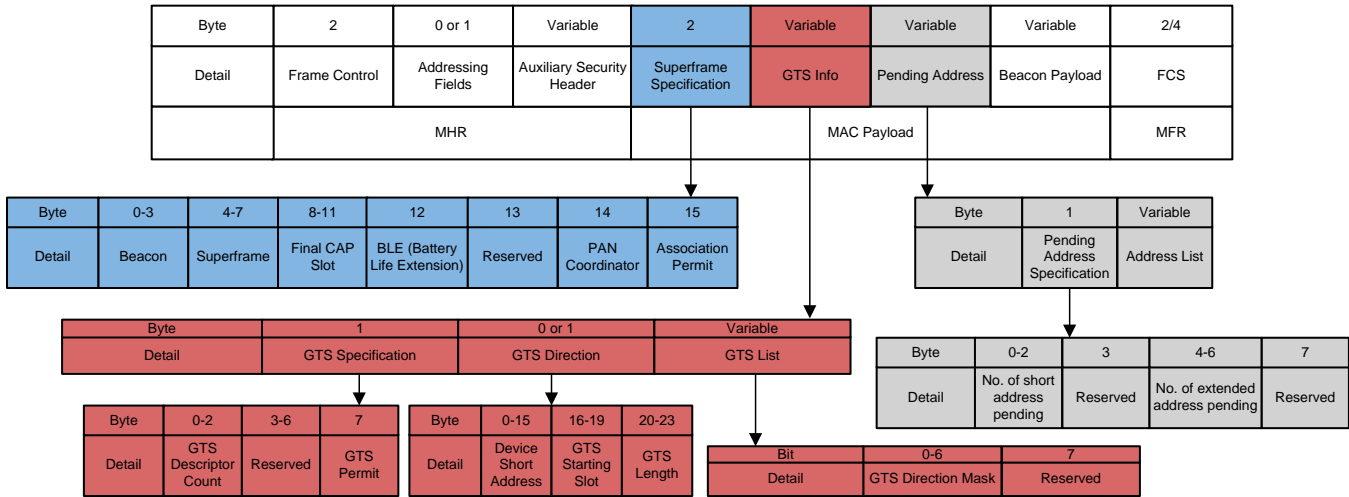 Byte 2 0 or 1 Variable 2 Variable Variable Variable 2/4
Detail Frame Control Addressing Fields Auxiliary Security Header Superframe Specification GTS Info Pending Address Beacon Payload FCS
MHR MAC Payload MFR
Byte 0-3 4-7 8-11 12 13 14 15
Detail Beacon Superframe Final CAP Slot BLE (Battery Life Extension) Reserved PAN Coordinator Association Permit
Byte 1 Variable
Detail Pending Address Specification Address List
Byte 1 0 or 1 Variable
Detail GTS Specification GTS Direction GTS List
Byte 0-2 3 4-6 7
Detail No. of short address pending Reserved No. of extended address pending Reserved
Byte 0-2 3-6 7
Detail GTS Descriptor Count Reserved GTS Permit
Byte 0-15 16-19 20-23
Detail Device Short Address GTS Starting Slot GTS Length
Bit 0-6 7
Detail GTS Direction Mask Reserved